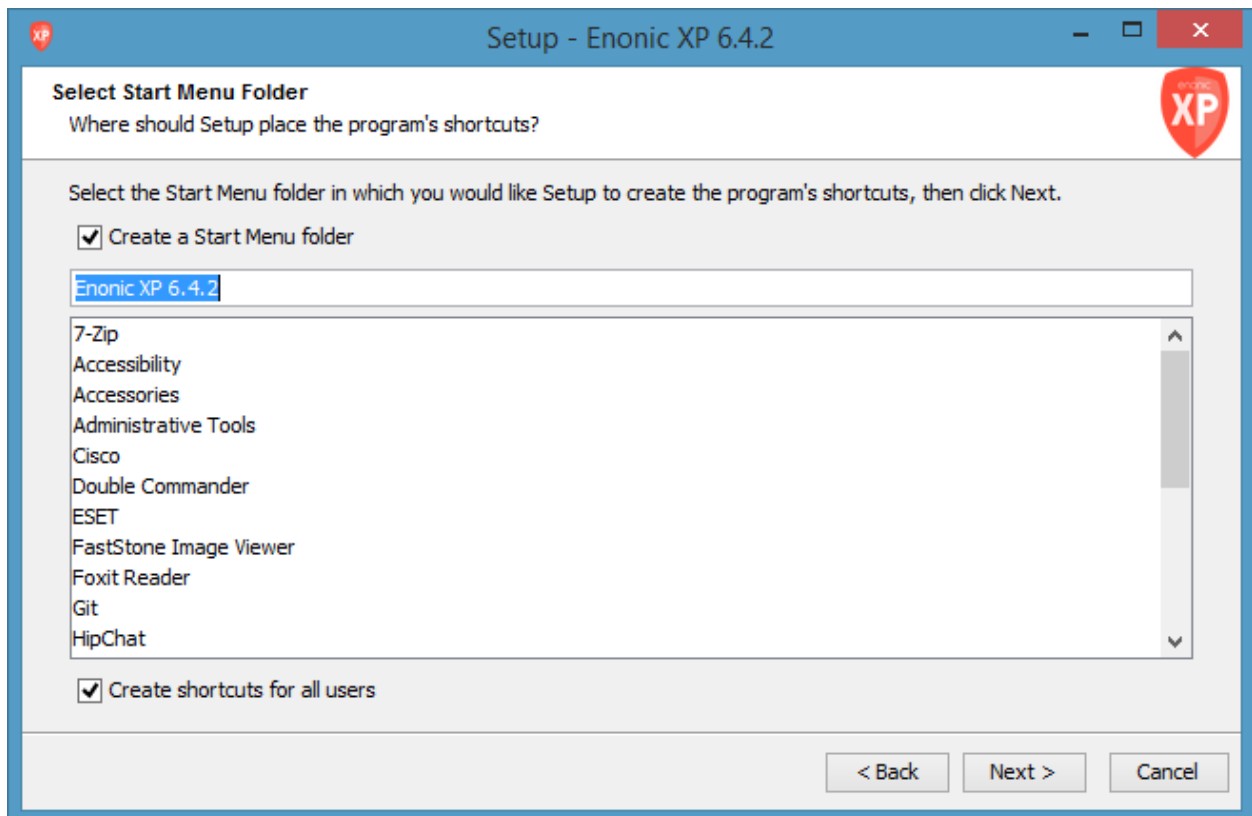 XP
Setup - Enonic XP 6.4.2
Select Start Menu Folder
Where should Setup place the program's shortcuts?
enonic
XP
Select the Start Menu folder in which you would like Setup to create the program's shortcuts, then click Next.
Create a Start Menu folder
Enonic XP 6.4.2
7-Zip
Accessibility
Accessories
Administrative Tools
Cisco
Double Commander
ESET
FastStone Image Viewer
Foxit Reader
Git
HipChat
Create shortcuts for all users
< Back
Next >
Cancel